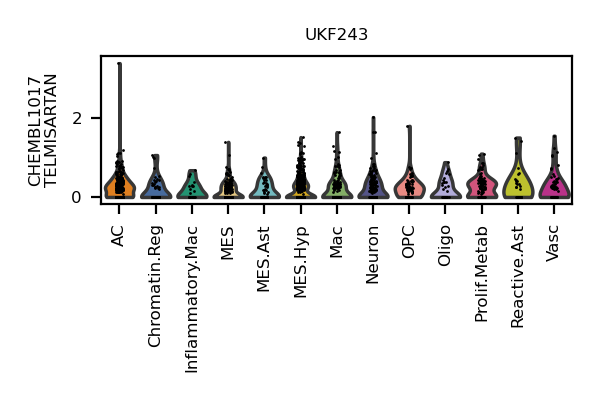 UKF243
CHEMBL1017
TELMISARTAN
2
0
AC
Chromatin.Reg
Inflammatory.Mac
MES
MES.Ast
MES.Hyp
Mac
Neuron
OPC
Oligo
Prolif.Metab
Reactive.Ast
Vasc